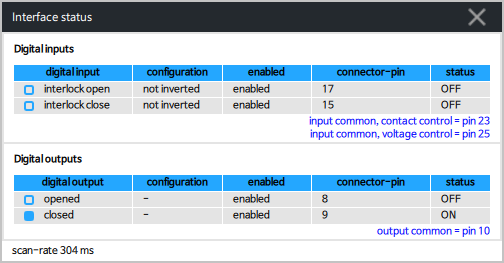 Interface status
Digital inputs
digital input configuration enabled connector-pin status
interlock open not inverted enabled 17 OFF
interlock close not inverted enabled 15 OFF
input common, contact control = pin 23
input common, voltage control = pin 25
Digital outputs
digital output configuration enabled connector-pin status
opened - enabled 8 OFF
closed - enabled 9 ON
output common = pin 10
scan-rate 304 ms